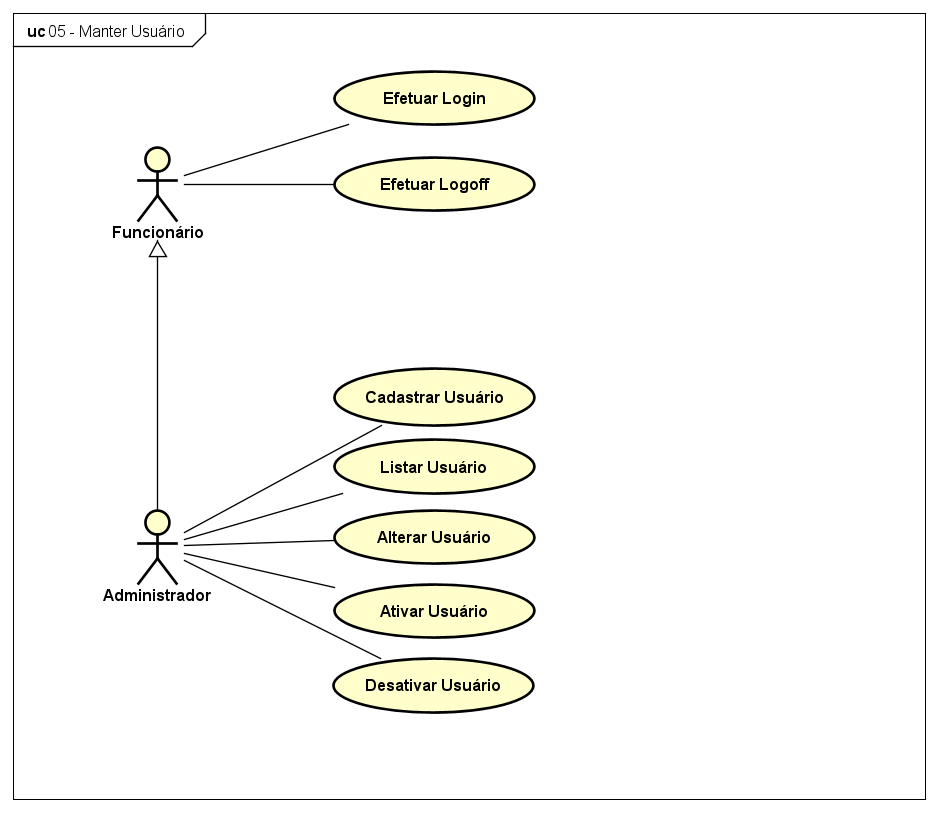 uc 05 - Manter Usuário
Efetuar Login
Efetuar Logoff
Funcionário
Cadastrar Usuário
Listar Usuário
Alterar Usuário
Administrador
Ativar Usuário
Desativar Usuário